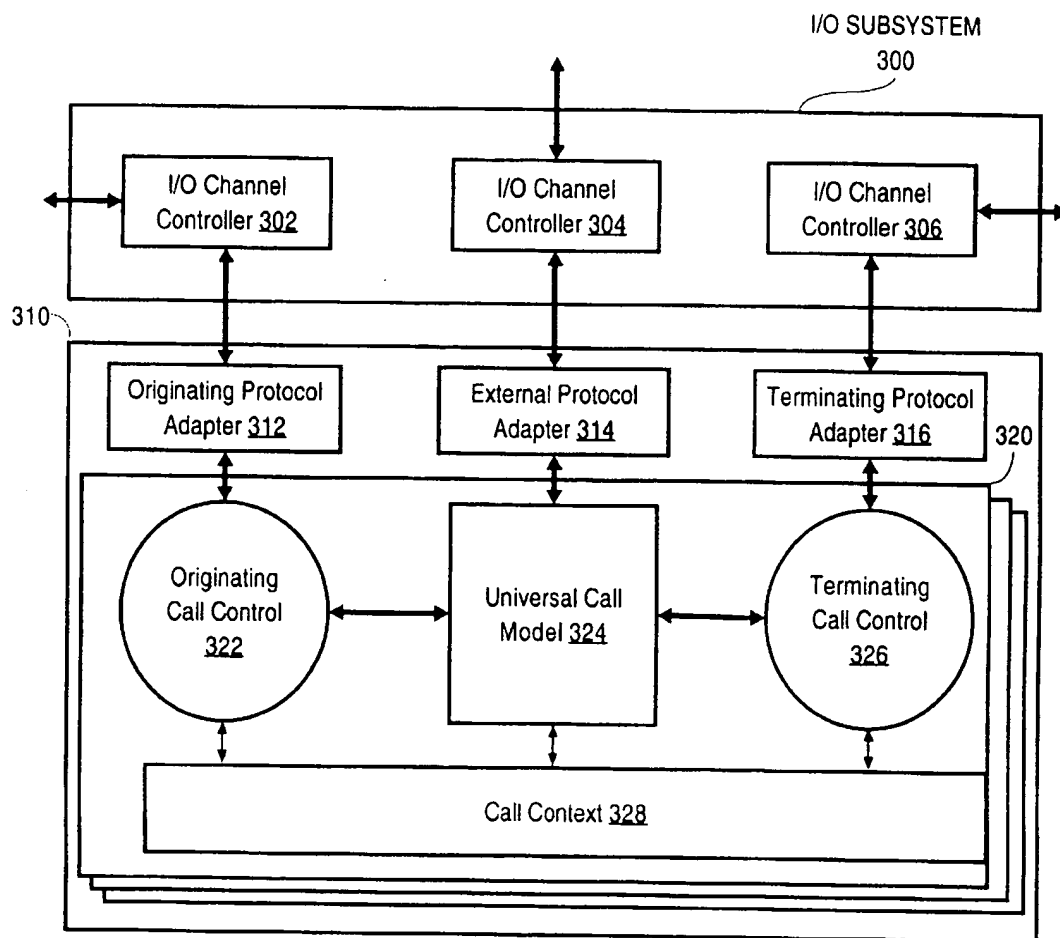 I/O SUBSYSTEM
300
I/O Channel
Controller 302
I/O Channel
Controller 304
I/O Channel
Controller 306
310
Originating Protocol
Adapter 312
External Protocol
Adapter 314
Terminating Protocol
Adapter 316
320
Originating
Call Control
322
Universal Call
Model 324
Terminating
Call Control
326
Call Context 328